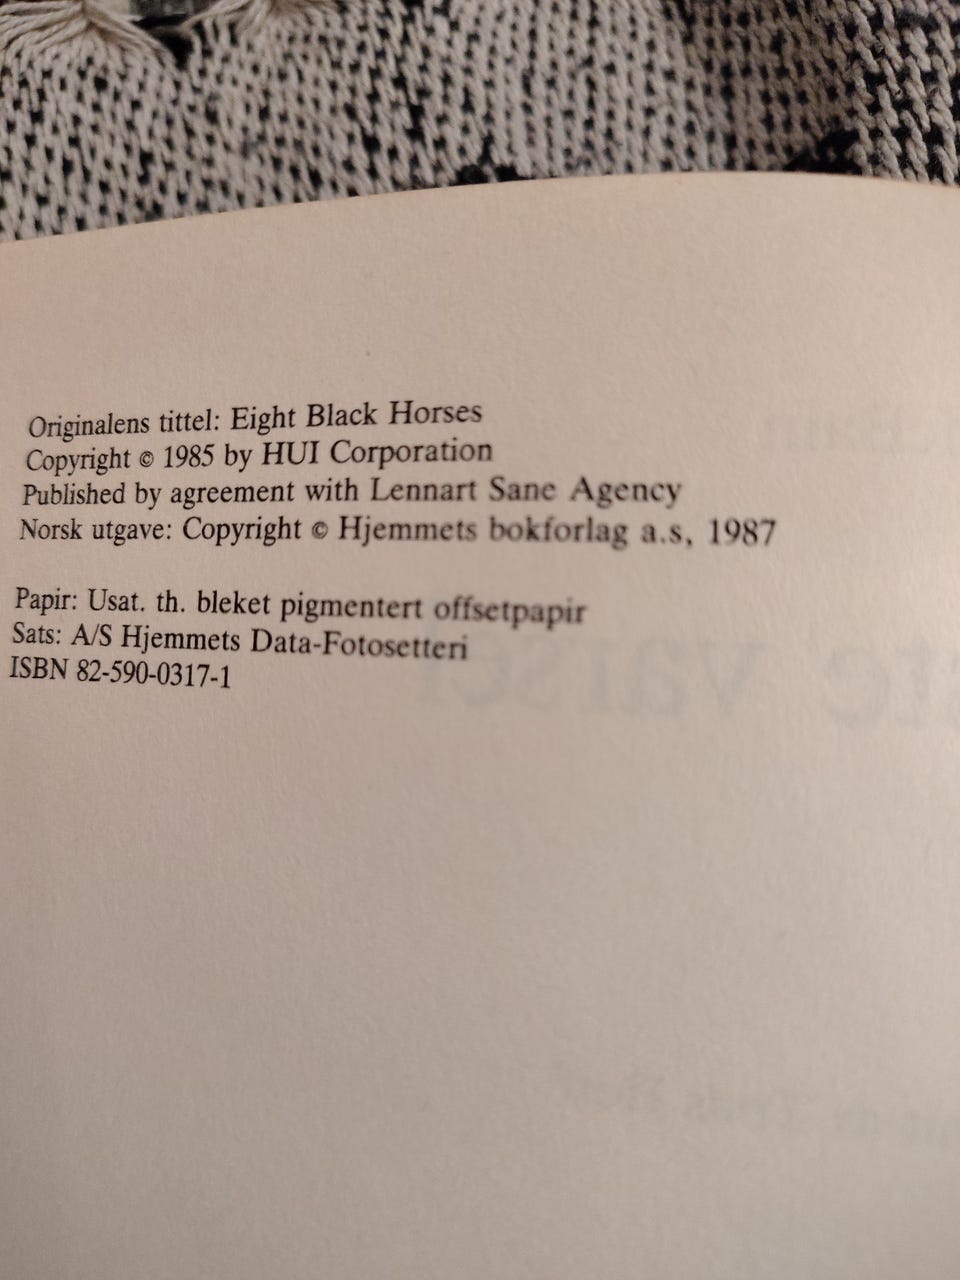 Originalens tittel: Eight Black Horses
Copyright © 1985 by HUI Corporation
Published by agreement with Lennart Sane Agency
Norsk utgave: Copyright © Hjemmets bokforlag a.s, 1987
Papir: Usat. th. bleket pigmentert offsetpapir
Sats: A/S Hjemmets Data-Fotosetteri
ISBN 82-590-0317-1